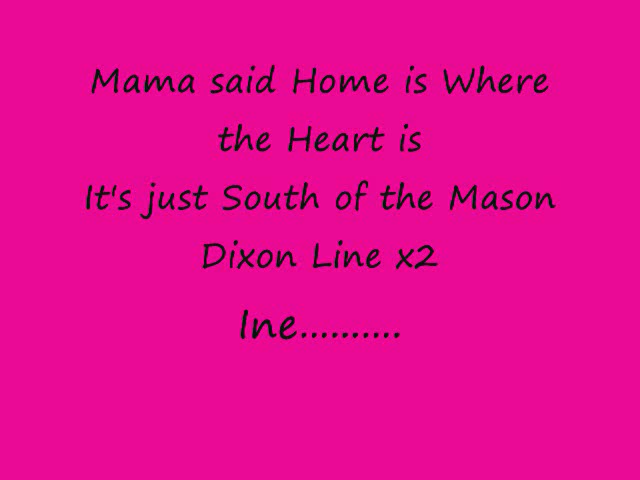 Mama said Home is Where
the Heart is
It's just South of the Mason
Dixon Line x2
Ine..........